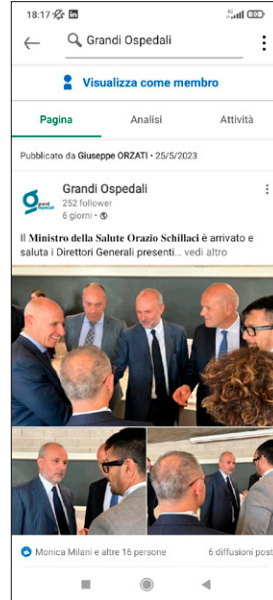 18:17
Grandi Ospedali
Visualizza come membro
Pagina Analisi Attività
Pubblicato da Giuseppe ORZATI • 25/5/2023
grandi ospedali
Grandi Ospedali
252 follower
6 giorni •
Il Ministro della Salute Orazio Schillaci è arrivato e
saluta i Direttori Generali presenti... vedi altro
Monica Milani e altre 16 persone 6 diffusioni post